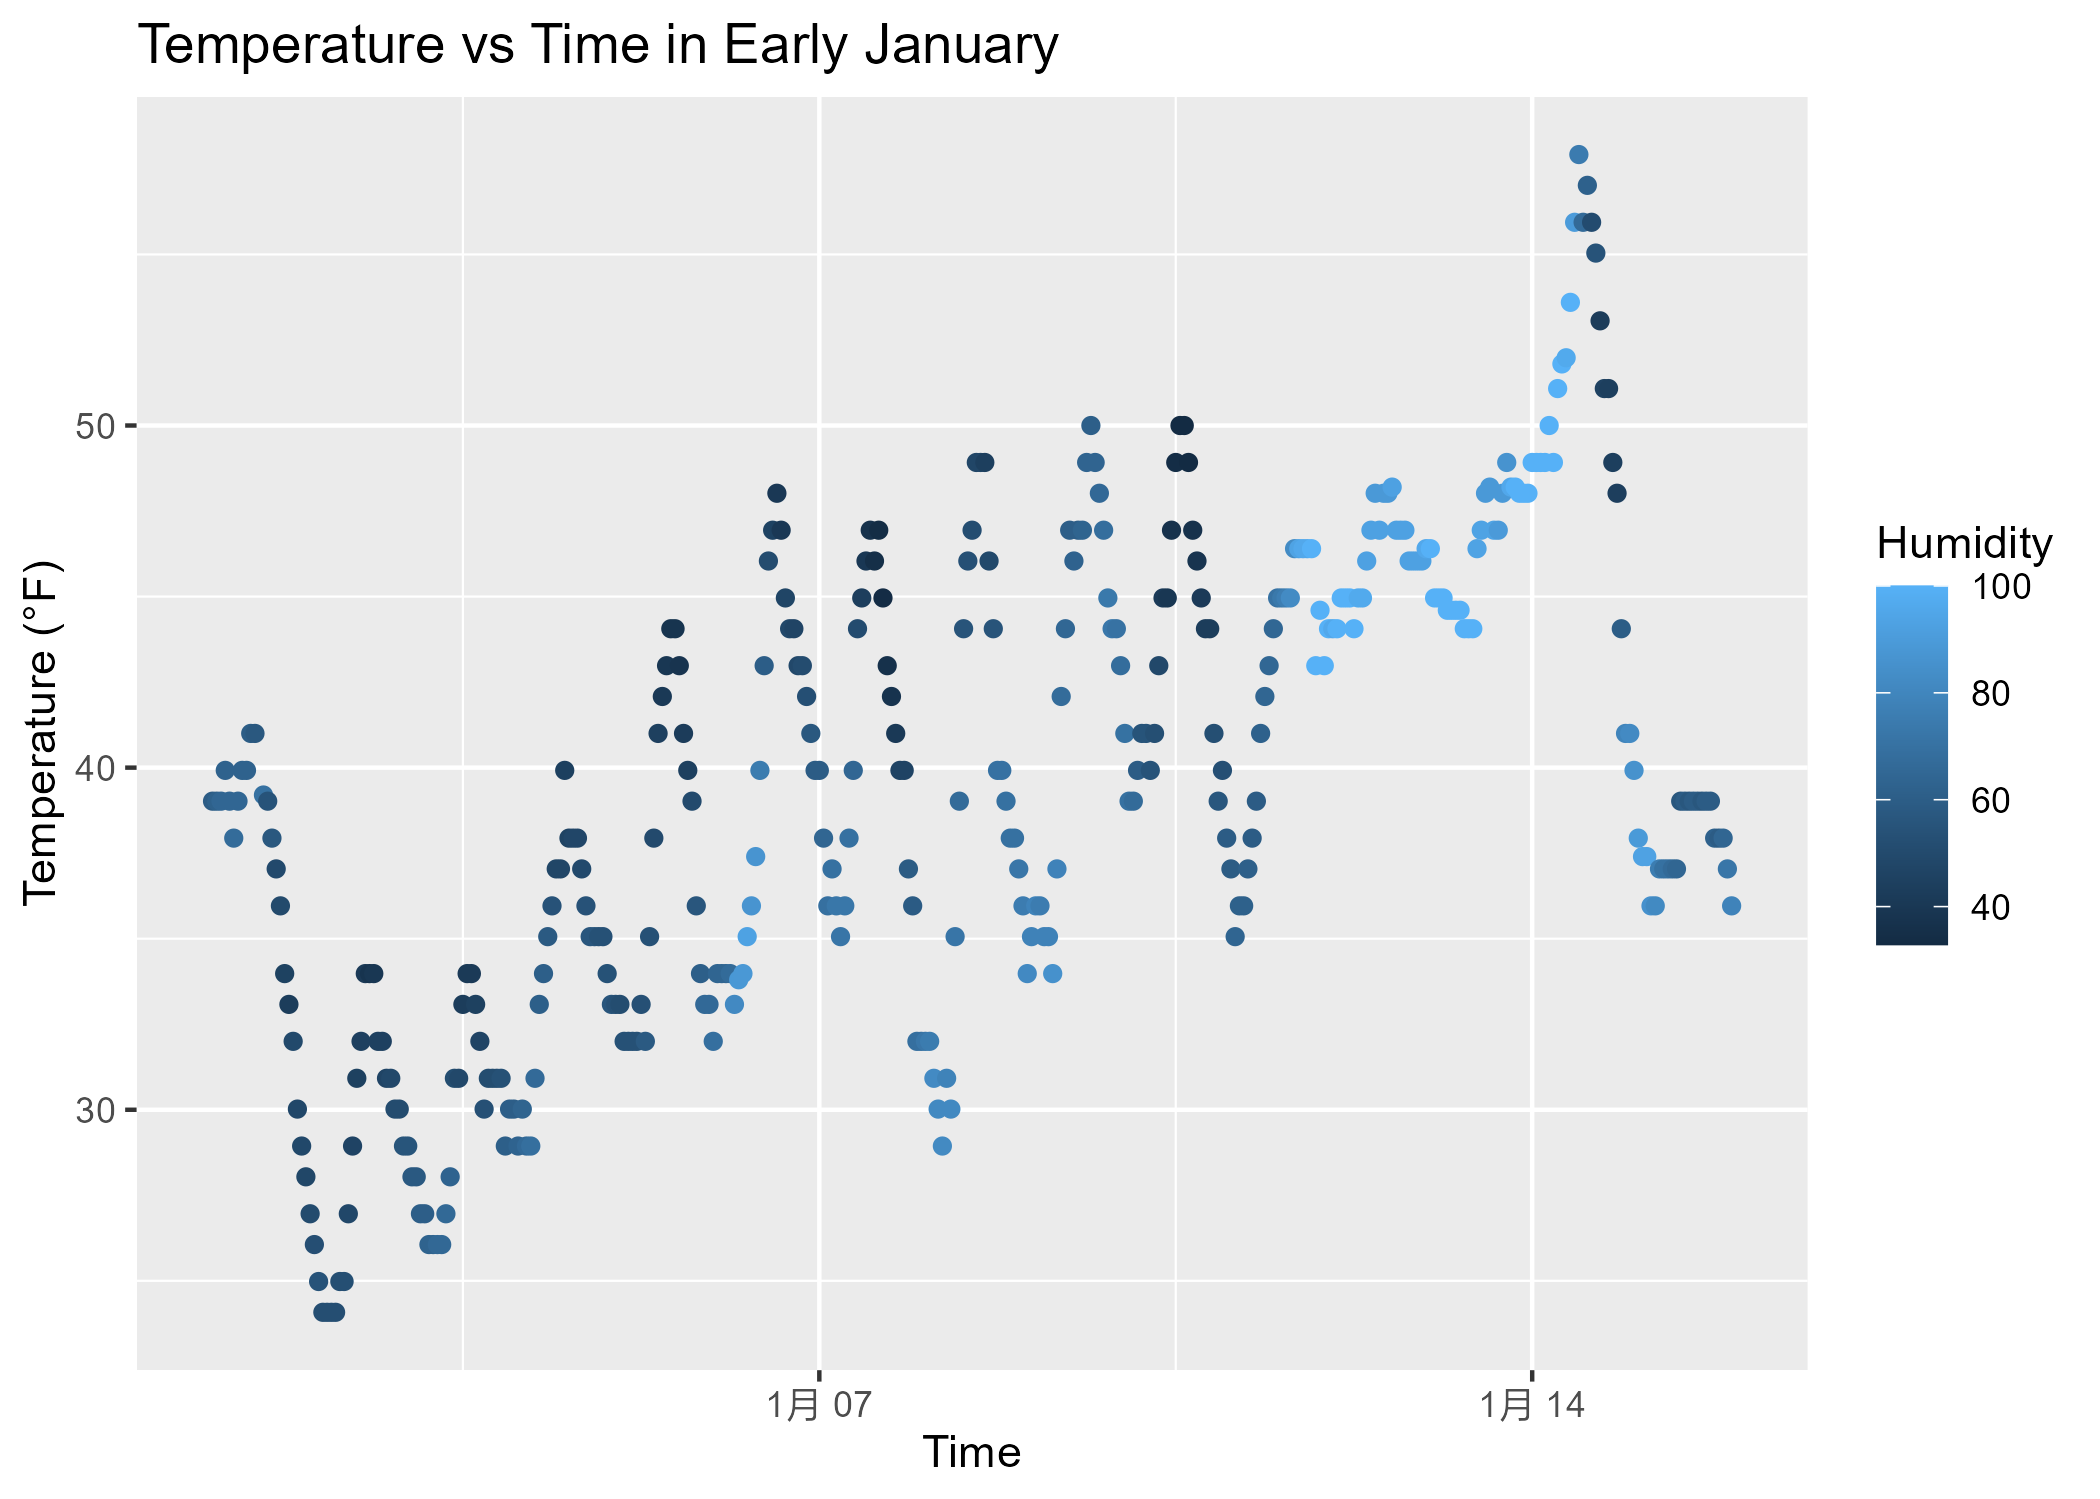 Temperature vs Time in Early January
Temperature (°F)
50
40
30
1月 07
1月 14
Time
Humidity
100
80
60
40